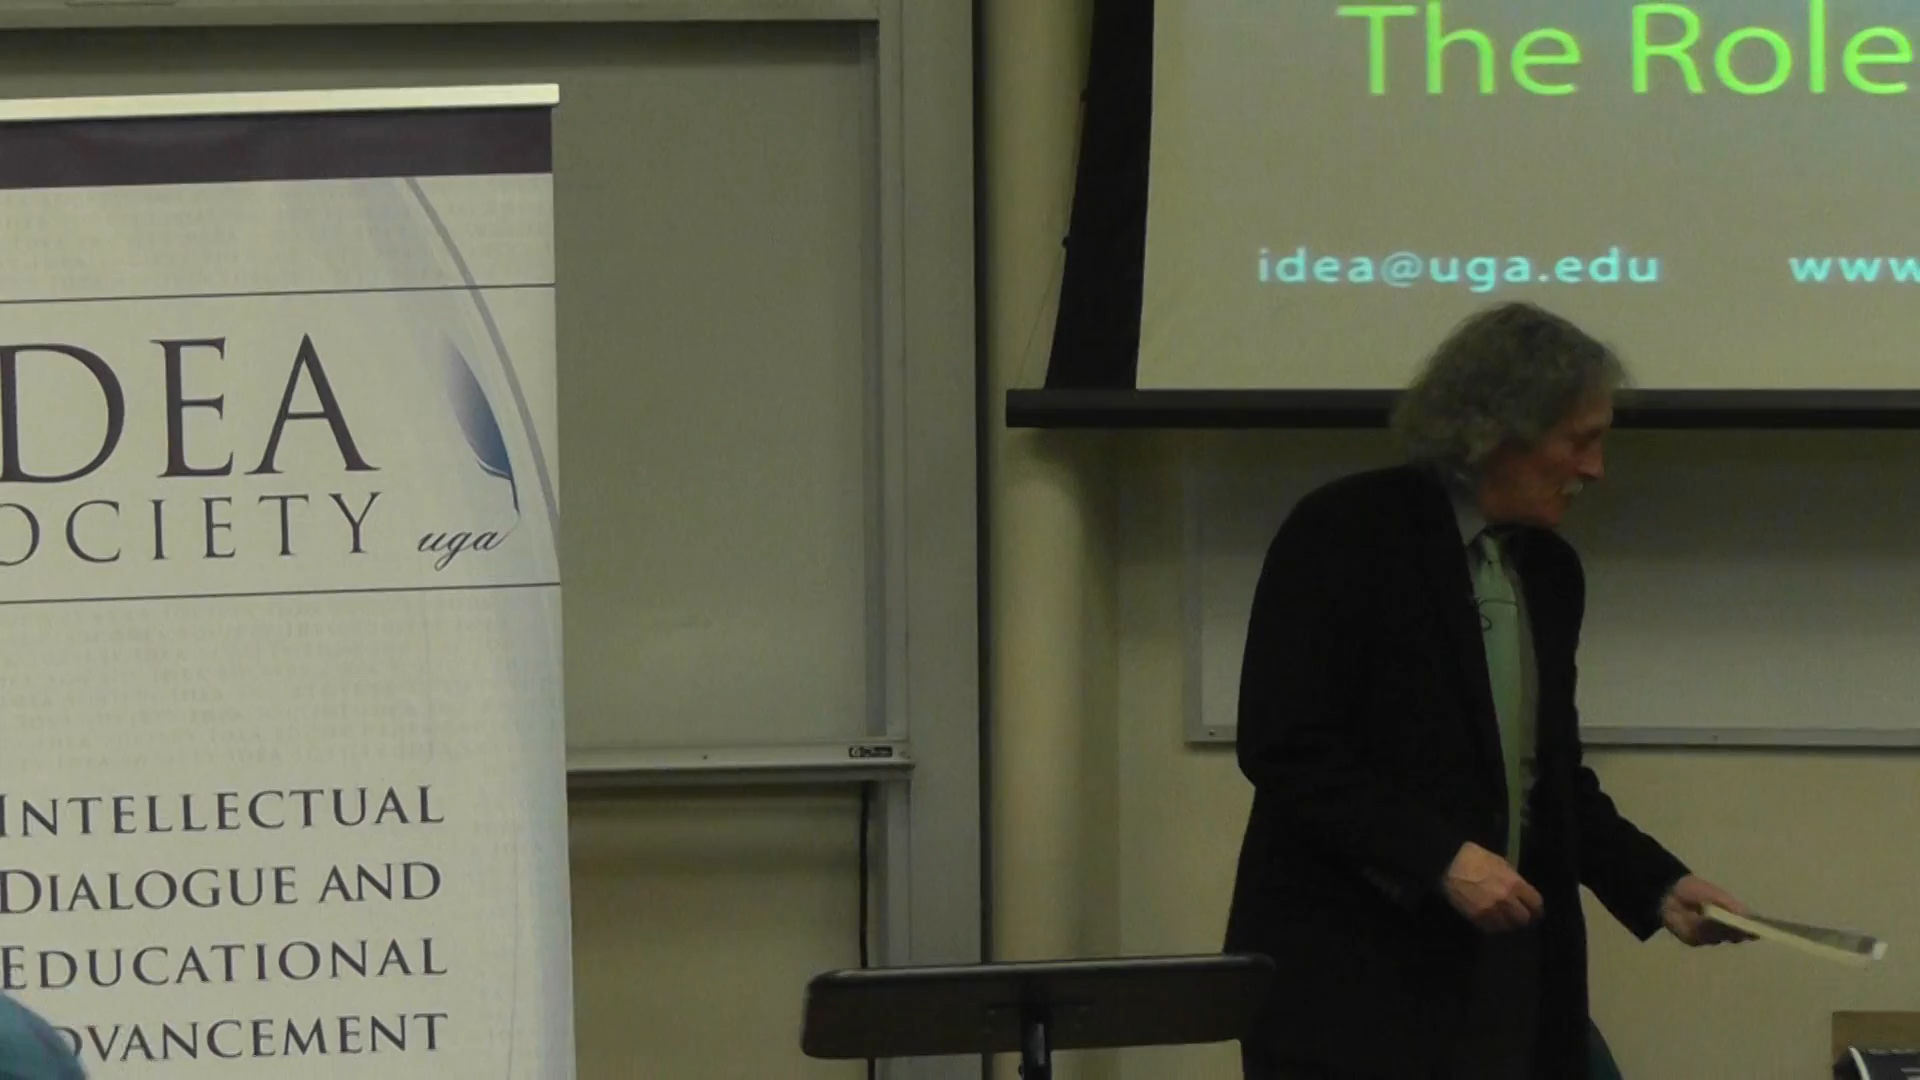 The Role
idea@uga.edu www
DEA
OCIETY uga
INTELLECTUAL
DIALOGUE AND
EDUCATIONAL
DVANCEMENT